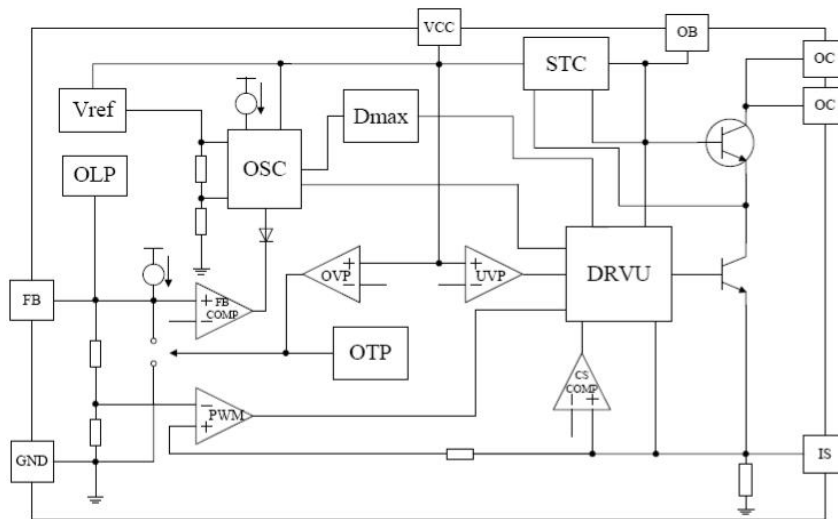 VCC
OB
OC
STC
OC
Vref
Dmax
OSC
OLP
+
OVP
−
+
UVP
−
DRVU
FB
+
FB
COMP
−
OTP
CS
COMP
−
+
−
PWM
+
GND
IS